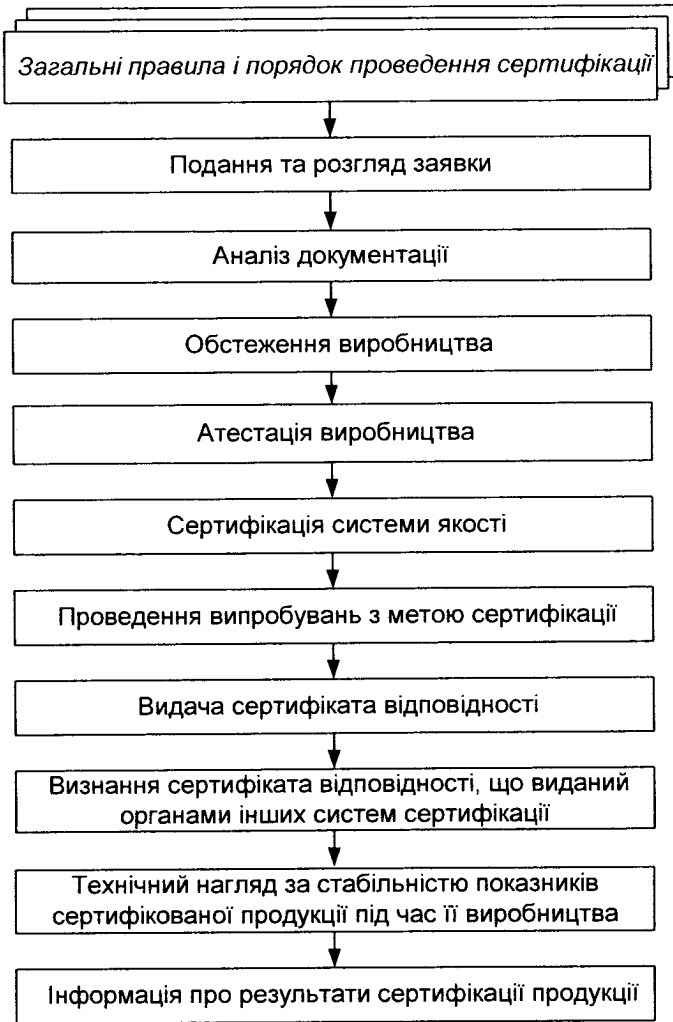 Загальні правила і порядок проведення сертифікації
Подання та розгляд заявки
Аналіз документації
Обстеження виробництва
Атестація виробництва
Сертифікація системи якості
Проведення випробувань з метою сертифікації
Видача сертифіката відповідності
Визнання сертифіката відповідності, що виданий
органами інших систем сертифікації
Технічний нагляд за стабільністю показників
сертифікованої продукції під час її виробництва
Інформація про результати сертифікації продукції